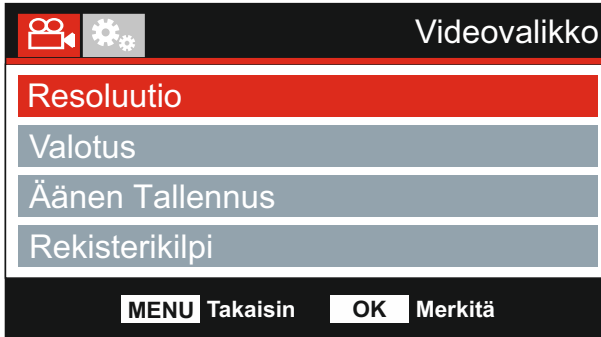 Videovalikko
Resoluutio
Valotus
Äänen Tallennus
Rekisterikilpi
MENU Takaisin OK Merkitä